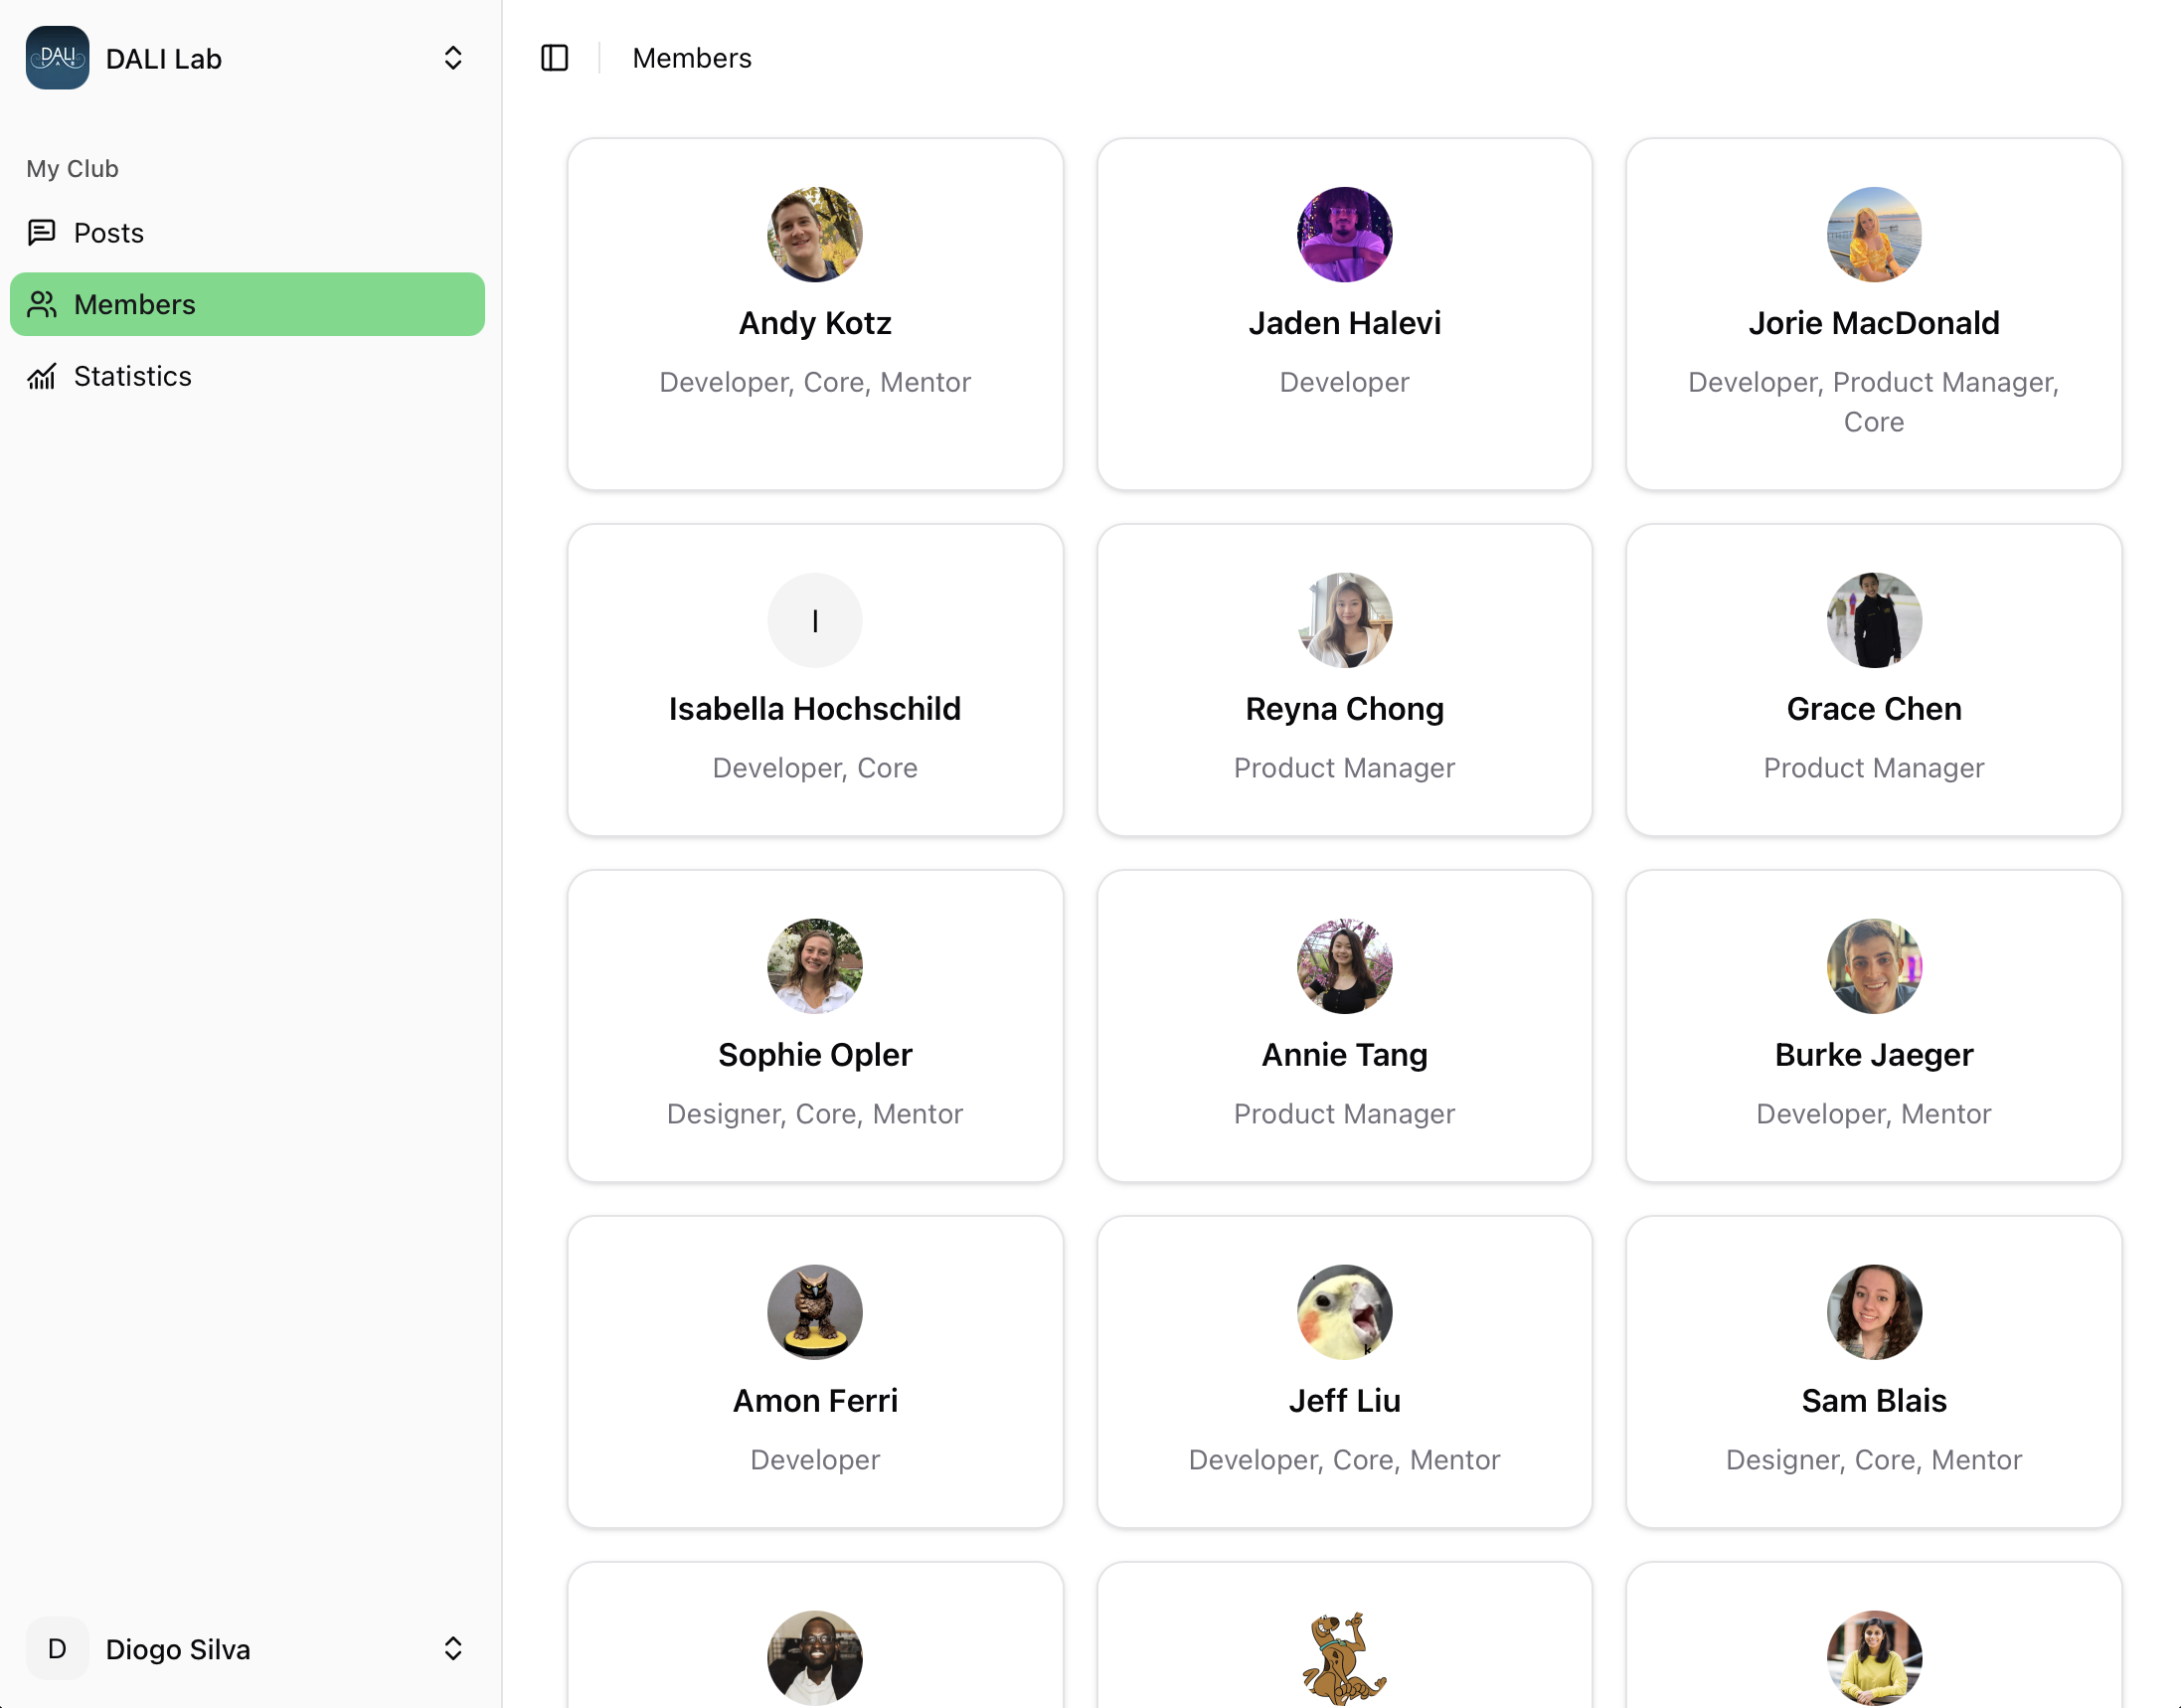 DALI
LAB
DALI Lab
Members
My Club
Posts
Members
Statistics
Andy Kotz
Developer, Core, Mentor
Jaden Halevi
Developer
Jorie MacDonald
Developer, Product Manager,
Core
I
Isabella Hochschild
Developer, Core
Reyna Chong
Product Manager
Grace Chen
Product Manager
Sophie Opler
Designer, Core, Mentor
Annie Tang
Product Manager
Burke Jaeger
Developer, Mentor
Amon Ferri
Developer
k
Jeff Liu
Developer, Core, Mentor
Sam Blais
Designer, Core, Mentor
D
Diogo Silva